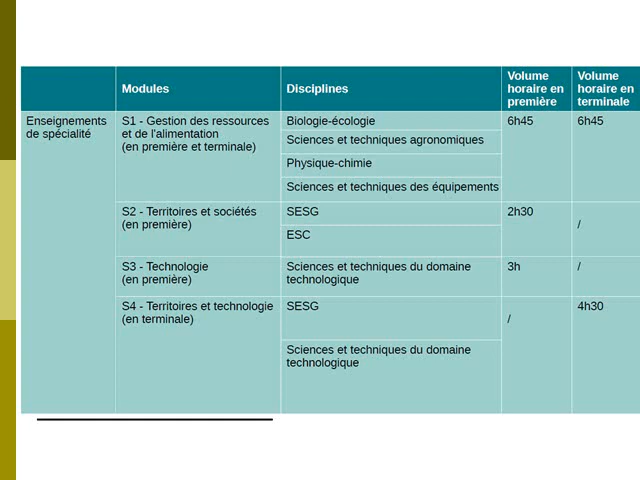 Modules
Disciplines
Volume
horaire en
première
Volume
horaire en
terminale
Enseignements
de spécialité
S1 - Gestion des ressources
et de l'alimentation
(en première et terminale)
Biologie-écologie
Sciences et techniques agronomiques
Physique-chimie
Sciences et techniques des équipements
6h45
6h45
S2 - Territoires et sociétés
(en première)
SESG
ESC
2h30
/
S3 - Technologie
(en première)
Sciences et techniques du domaine
technologique
3h
/
S4 - Territoires et technologie
(en terminale)
SESG
Sciences et techniques du domaine
technologique
/
4h30